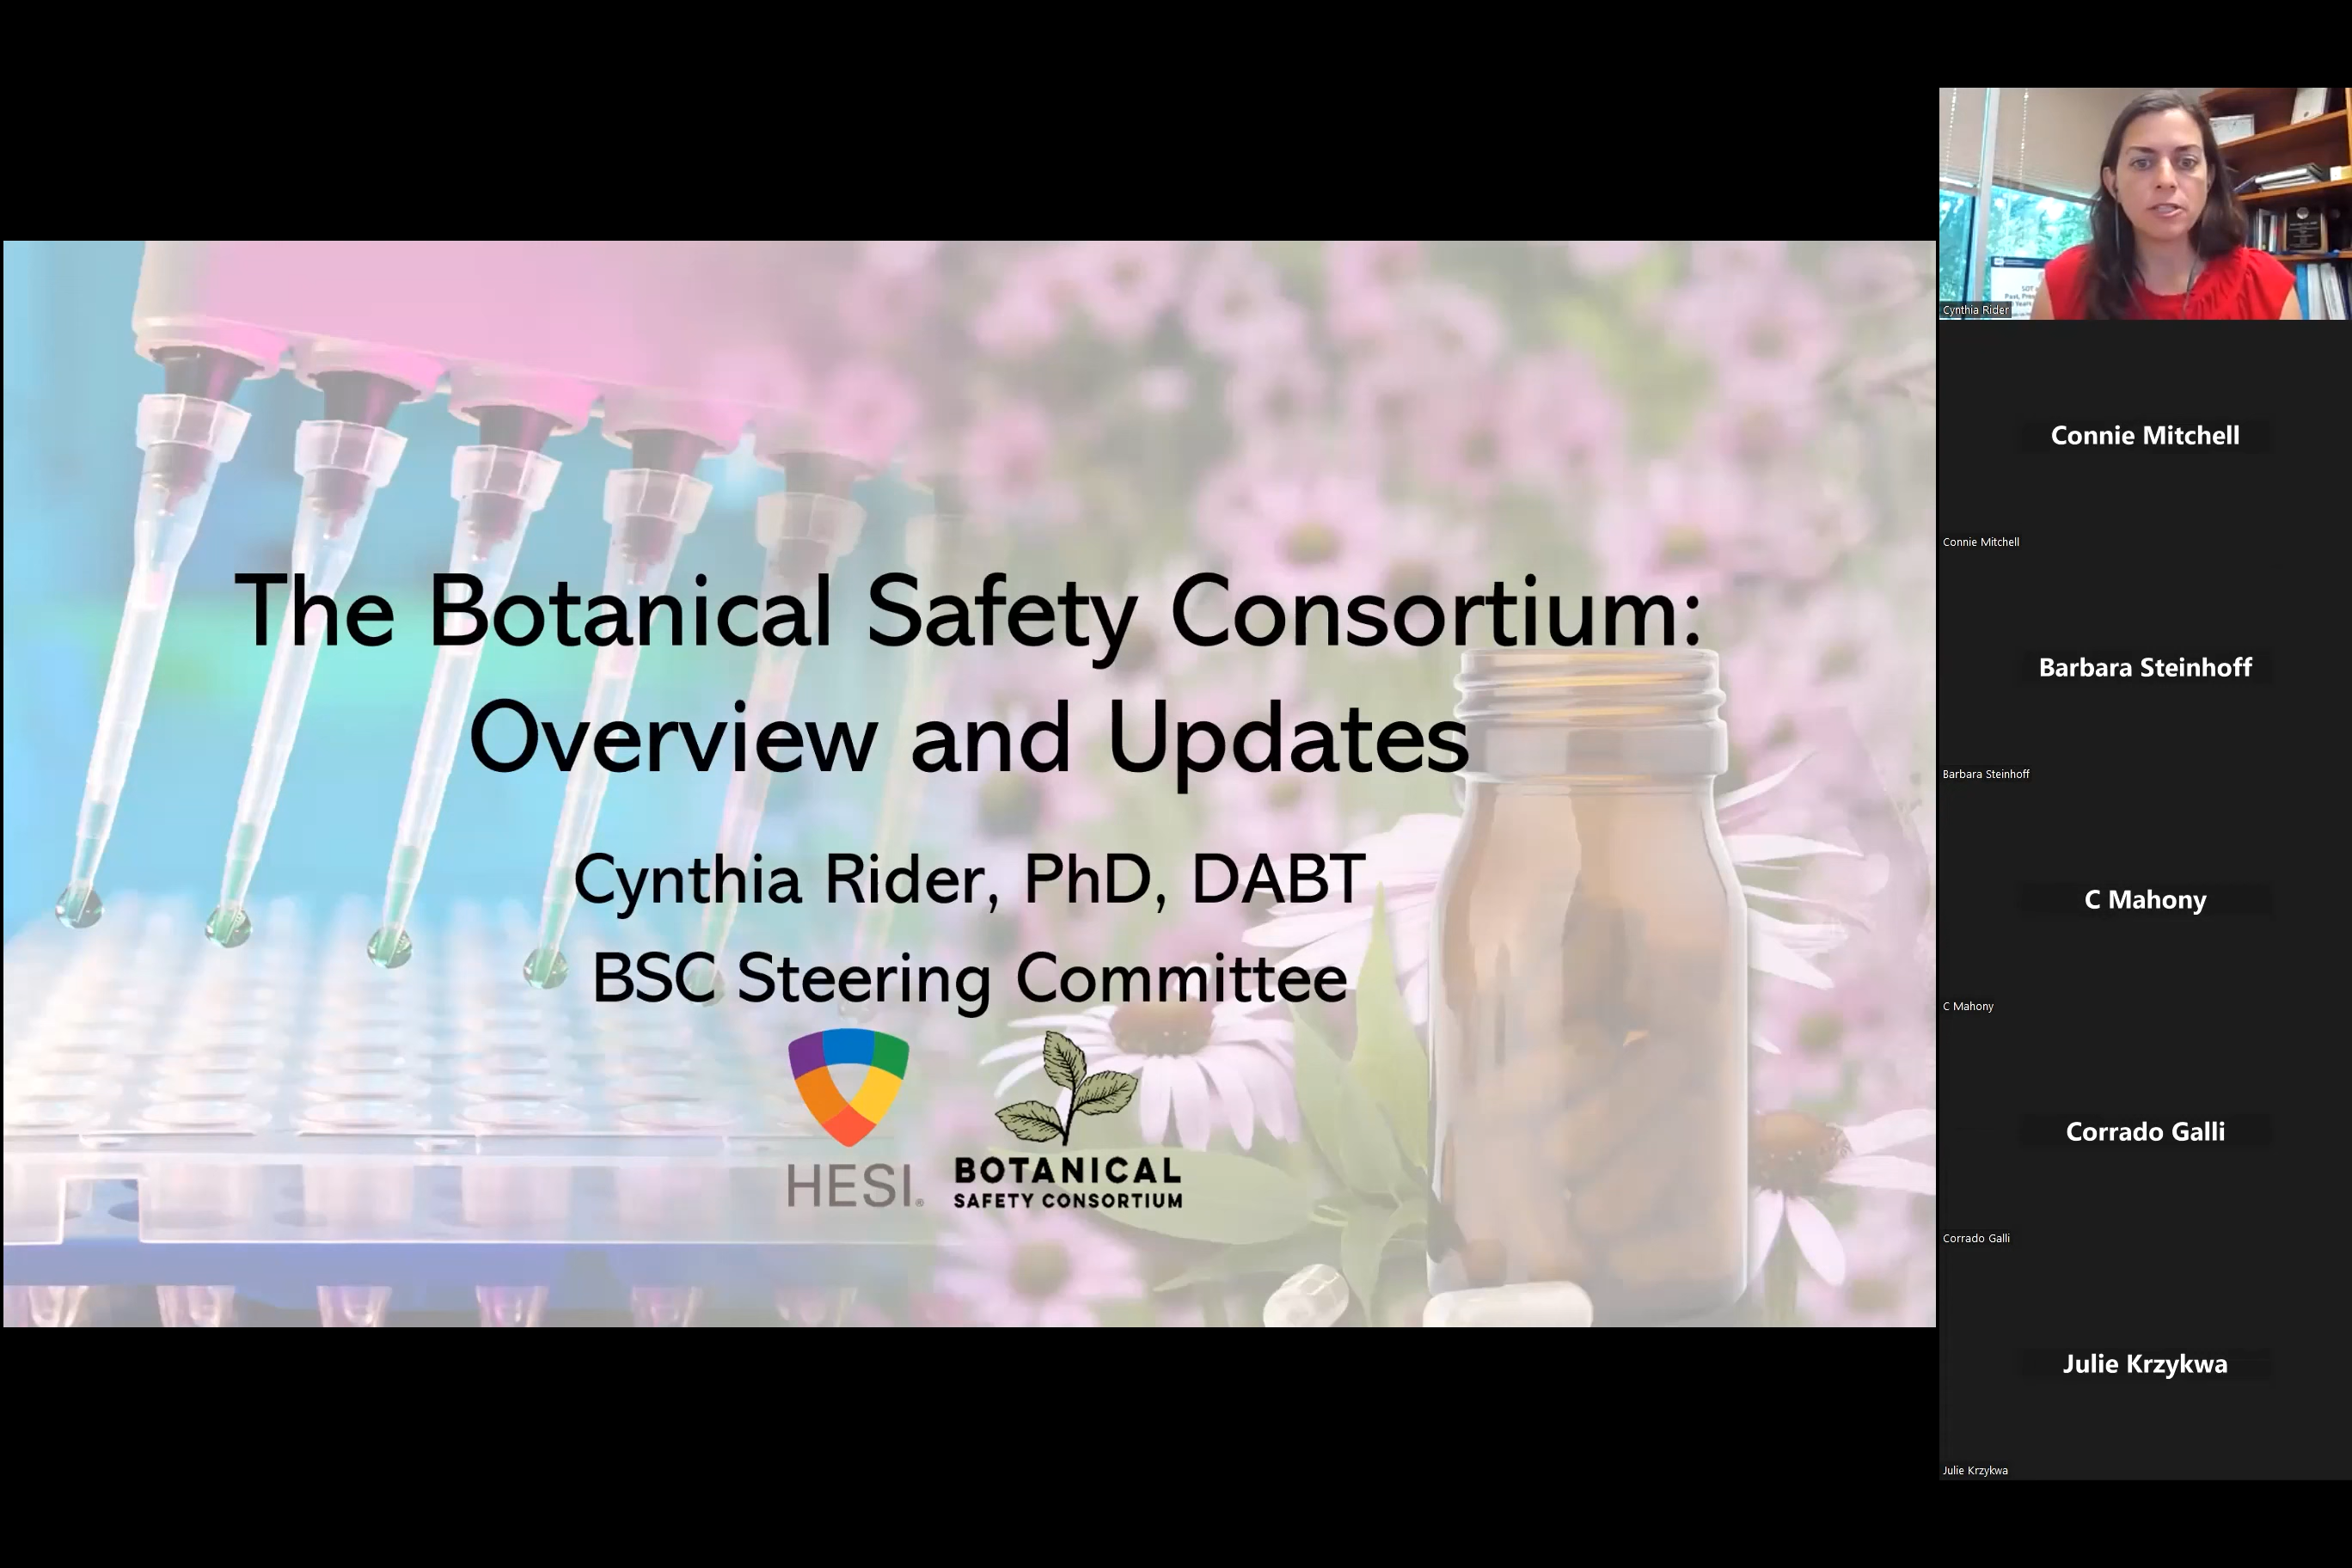 The Botanical Safety Consortium:
Overview and Updates
Cynthia Rider, PhD, DABT
BSC Steering Committee
HESI®
BOTANICAL
SAFETY CONSORTIUM
Cynthia Rider
Connie Mitchell
Connie Mitchell
Barbara Steinhoff
Barbara Steinhoff
C Mahony
C Mahony
Corrado Galli
Corrado Galli
Julie Krzykwa
Julie Krzykwa